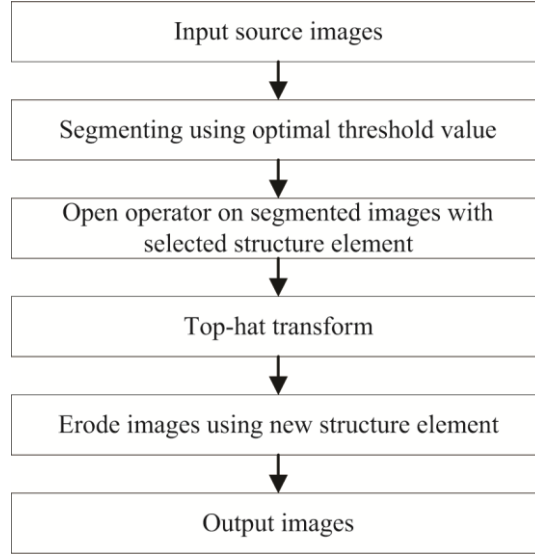 Input source images
Segmenting using optimal threshold value
Open operator on segmented images with
selected structure element
Top-hat transform
Erode images using new structure element
Output images